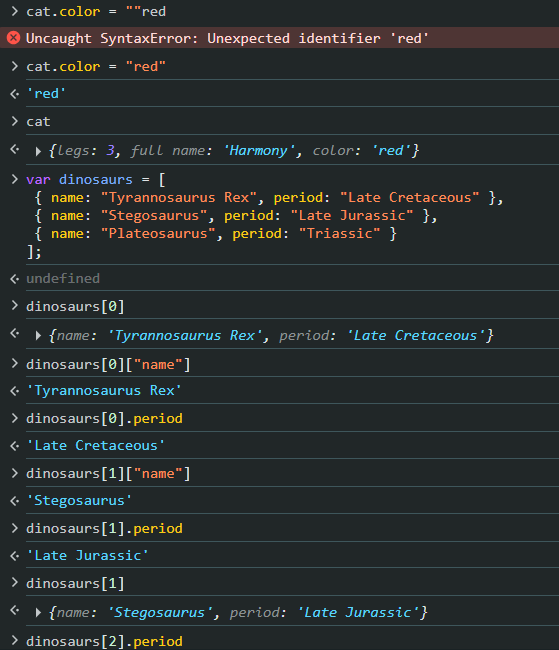 cat.color = ""red
Uncaught SyntaxError: Unexpected identifier 'red'
cat.color = "red"
'red'
cat
{legs: 3, full name: 'Harmony', color: 'red'}
var dinosaurs = [
{ name: "Tyrannosaurus Rex", period: "Late Cretaceous" },
{ name: "Stegosaurus", period: "Late Jurassic" },
{ name: "Plateosaurus", period: "Triassic" }
];
undefined
dinosaurs[0]
{name: 'Tyrannosaurus Rex', period: 'Late Cretaceous'}
dinosaurs[0]["name"]
'Tyrannosaurus Rex'
dinosaurs[0].period
'Late Cretaceous'
dinosaurs[1]["name"]
'Stegosaurus'
dinosaurs[1].period
'Late Jurassic'
dinosaurs[1]
{name: 'Stegosaurus', period: 'Late Jurassic'}
dinosaurs[2].period